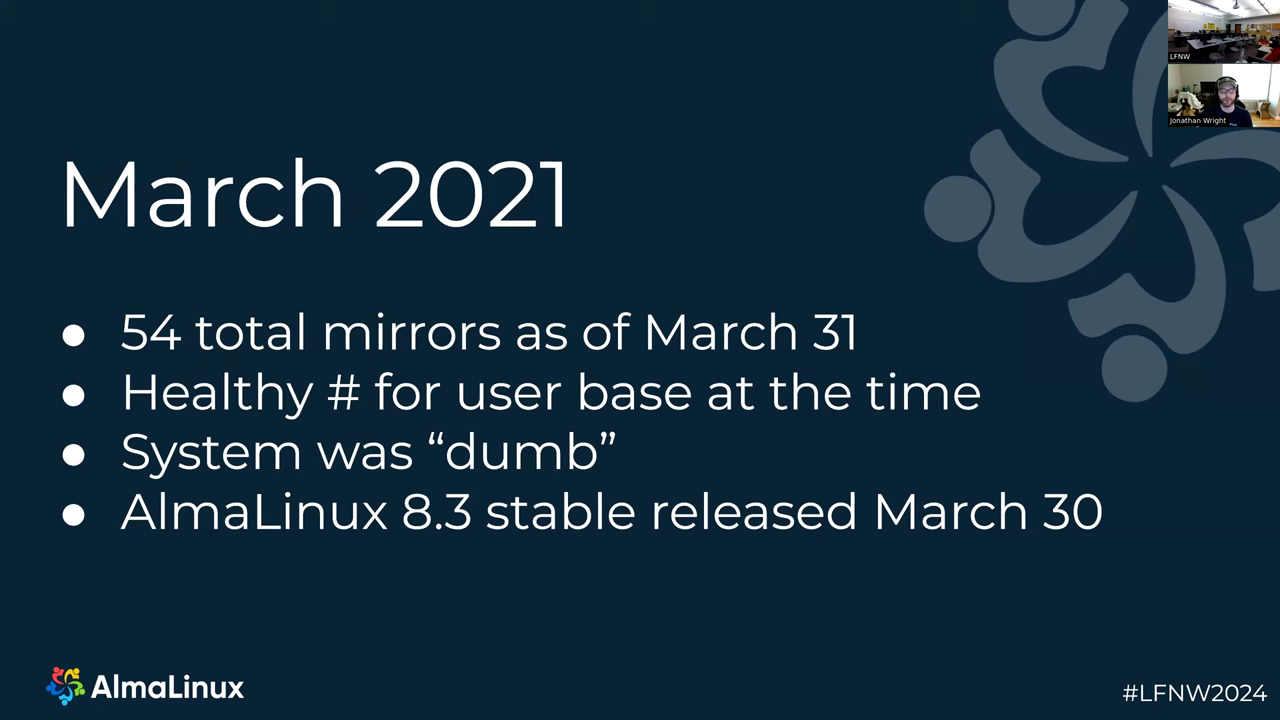 LFNW
Jonathan Wright
March 2021
● 54 total mirrors as of March 31
● Healthy # for user base at the time
● System was “dumb”
● AlmaLinux 8.3 stable released March 30
AlmaLinux
#LFNW2024